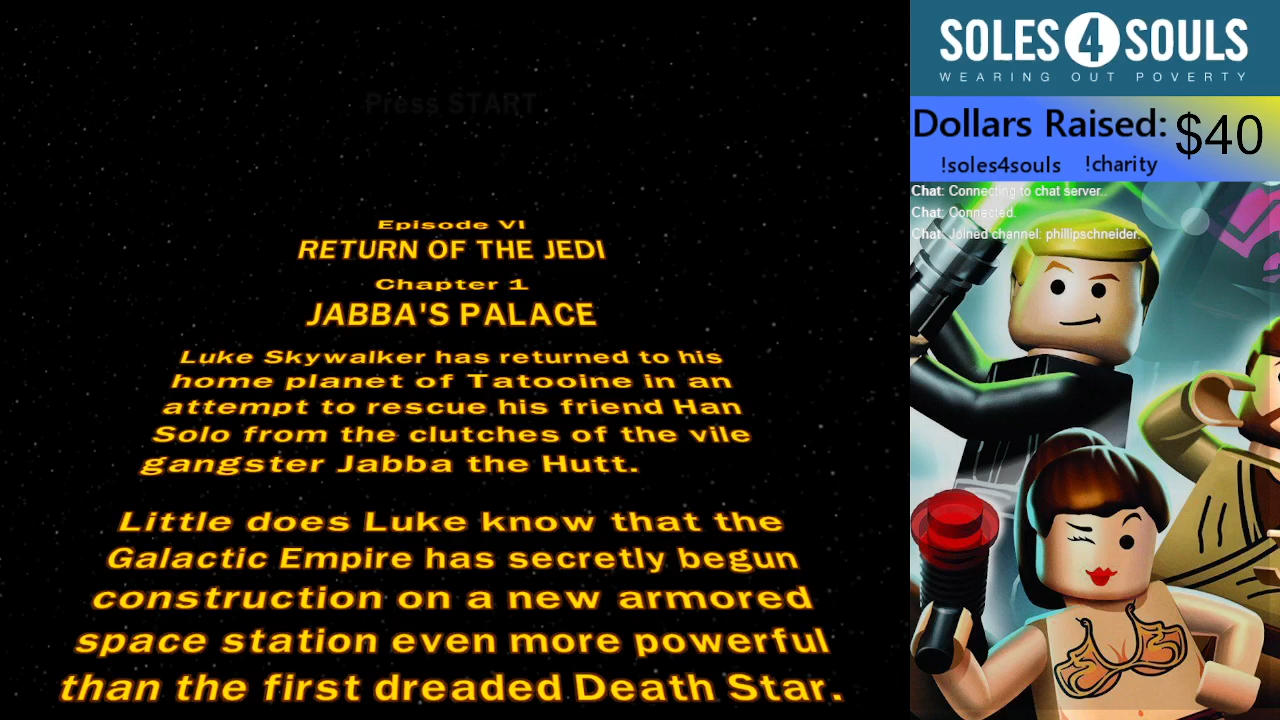 Press START
Episode VI
RETURN OF THE JEDI
Chapter 1
JABBA'S PALACE
Luke Skywalker has returned to his
home planet of Tatooine in an
attempt to rescue his friend Han
Solo from the clutches of the vile
gangster Jabba the Hutt.
Little does Luke know that the
Galactic Empire has secretly begun
construction on a new armored
space station even more powerful
than the first dreaded Death Star.
SOLES4SOULS
WEARING OUT POVERTY
Dollars Raised: $40
!soles4souls !charity
Chat: Connecting to chat server..
Chat: Connected.
Chat: Joined channel: phillipschneider.